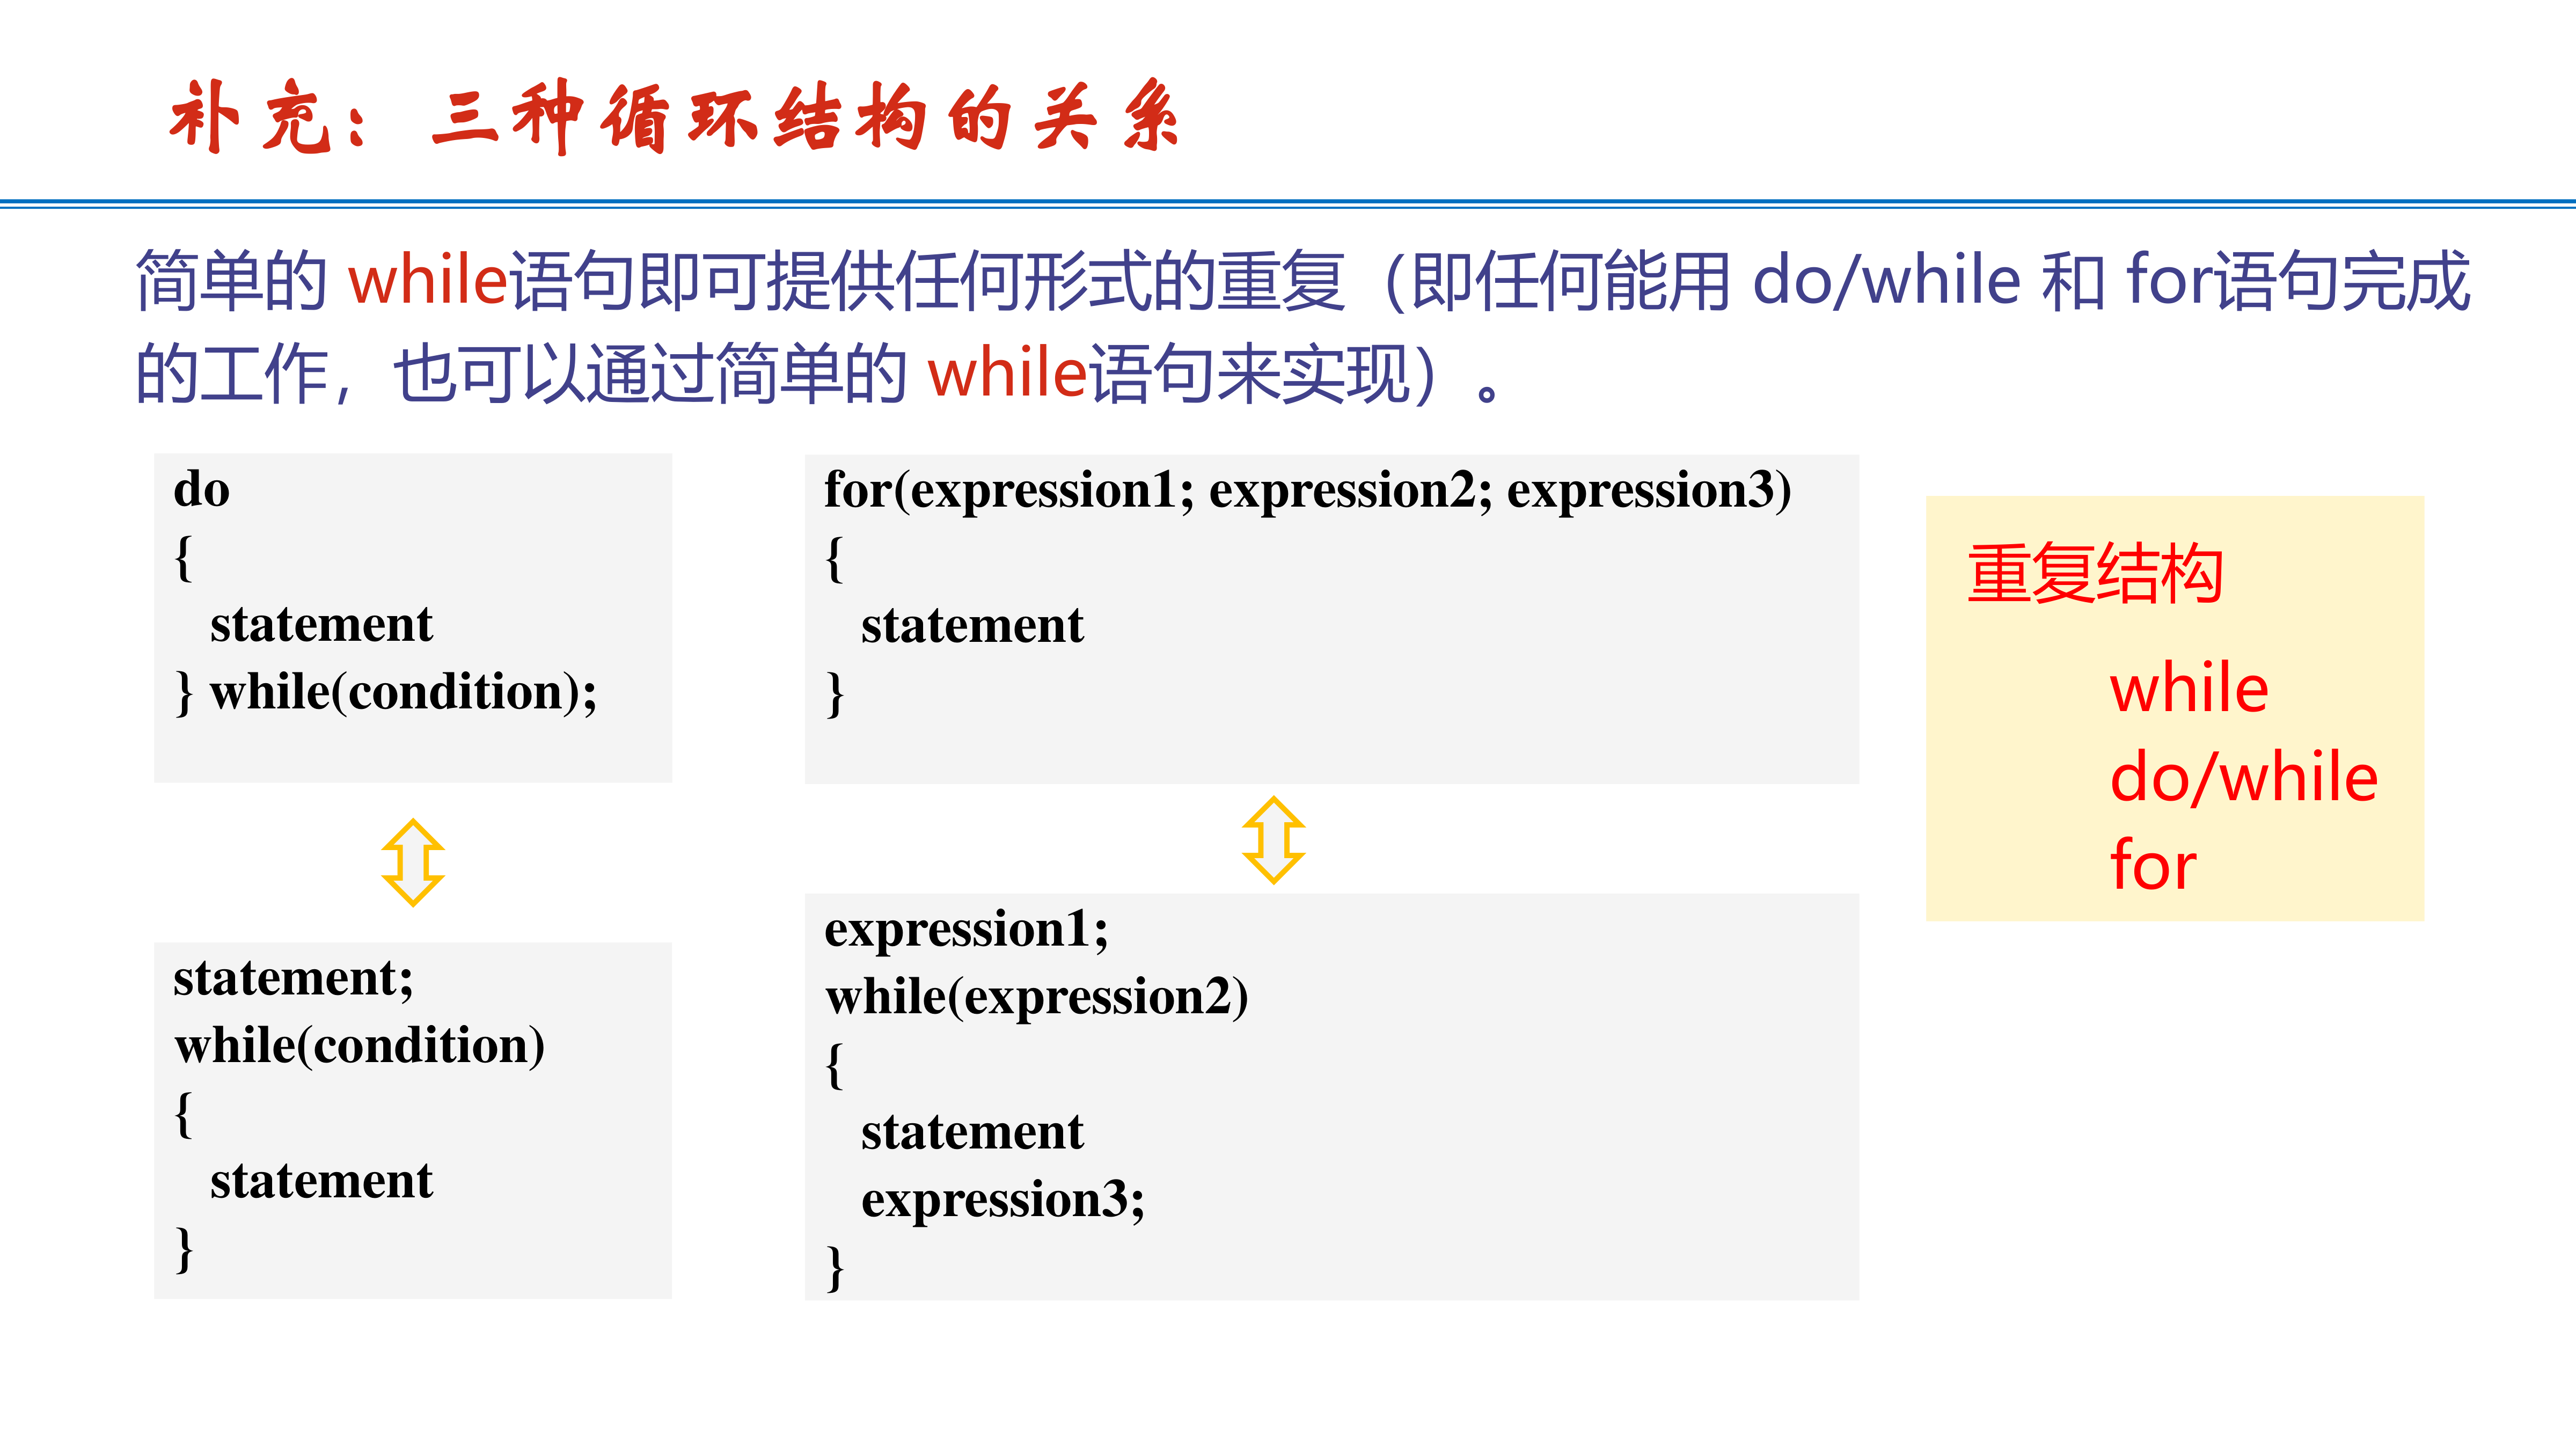 补充：三种循环结构的关系
简单的 while语句即可提供任何形式的重复（即任何能用 do/while 和 for语句完成
的工作，也可以通过简单的 while语句来实现）。
do
{
statement
} while(condition);
statement;
while(condition)
{
statement
}
for(expression1; expression2; expression3)
{
statement
}
expression1;
while(expression2)
{
statement
expression3;
}
重复结构
while
do/while
for